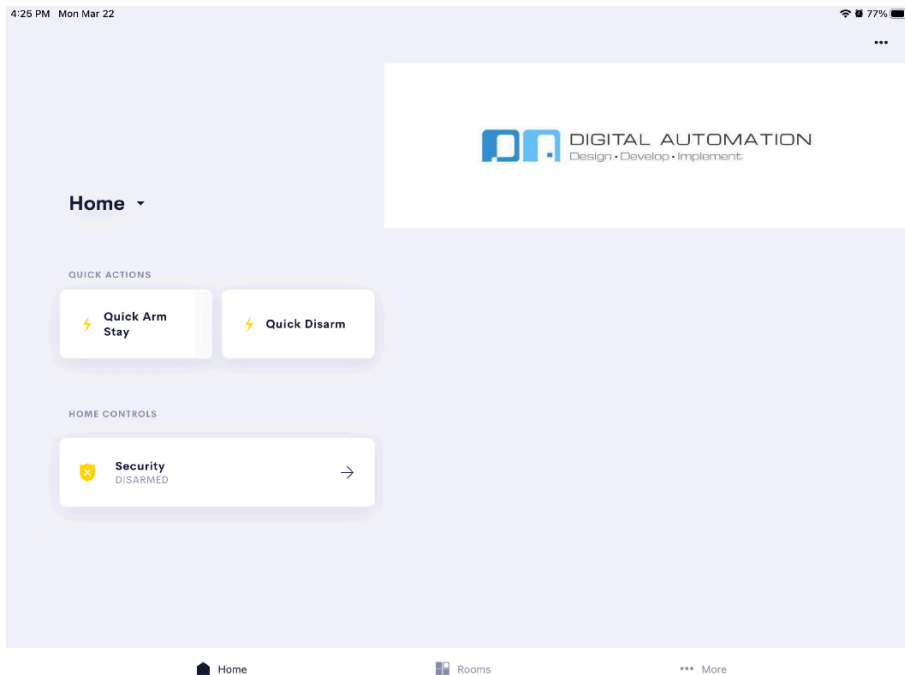 4:25 PM Mon Mar 22
77%
DIGITAL AUTOMATION
Design • Develop • Implement
Home
QUICK ACTIONS
Quick Arm
Stay
Quick Disarm
HOME CONTROLS
Security
DISARMED
Home
Rooms
More